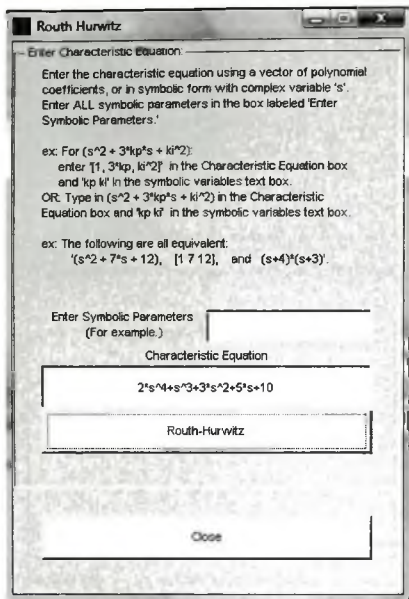 Routh Hurwitz
Enter Characteristic Equation:
Enter the characteristic equation using a vector of polynomial
coefficients, or in symbolic form with complex variable 's'.
Enter ALL symbolic parameters in the box labeled 'Enter
Symbolic Parameters.'
ex: For (s^2 + 3*kp*s + ki^2):
enter '[1, 3*kp, ki^2]' in the Characteristic Equation box
and 'kp ki' in the symbolic variables text box.
OR: Type in (s^2 + 3*kp*s + ki^2) in the Characteristic
Equation box and 'kp ki' in the symbolic variables text box.
ex: The following are all equivalent:
'(s^2 + 7*s + 12), [1 7 12], and (s+4)*(s+3)'.
Enter Symbolic Parameters
(For example.)
Characteristic Equation
2*s^4+s^3+3*s^2+5*s+10
Routh-Hurwitz
Close